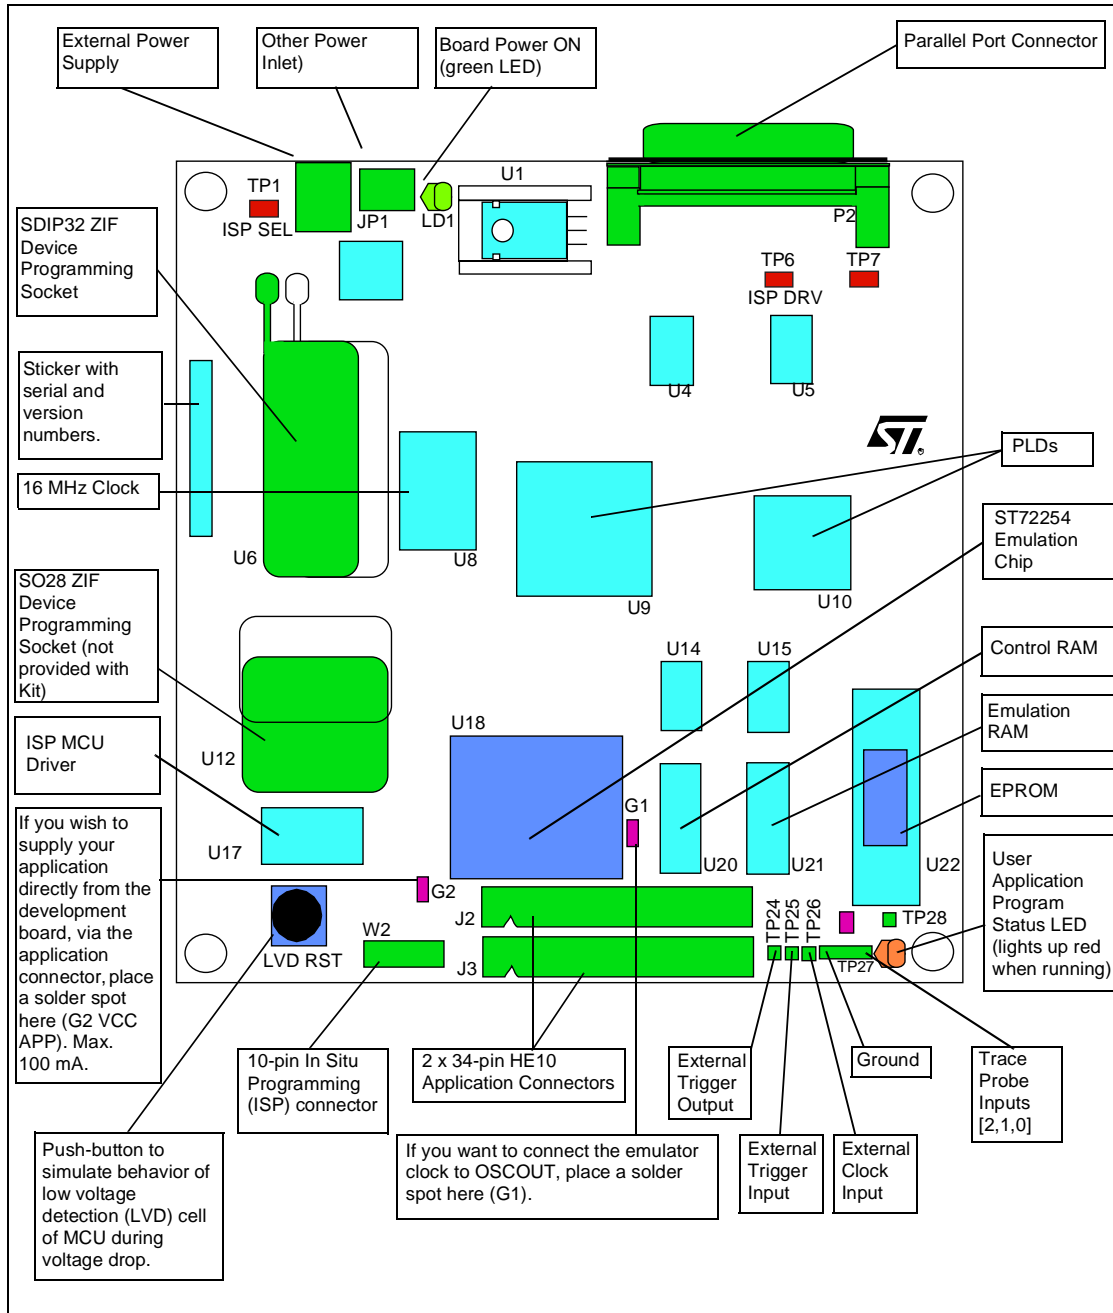 External Power
Supply
Other Power
Inlet)
Board Power ON
(green LED)
Parallel Port Connector
TP1
ISP SEL
JP1
LD1
U1
P2
SDIP32 ZIF
Device
Programming
Socket
TP6
ISP DRV
TP7
Sticker with
serial and
version
numbers.
U4
U5
ST
PLDs
16 MHz Clock
U6
U8
U9
U10
ST72254
Emulation
Chip
SO28 ZIF
Device
Programming
Socket (not
provided with
Kit)
U14
U15
Control RAM
U12
U18
Emulation
RAM
ISP MCU
Driver
EPROM
G1
U17
U20
U21
U22
If you wish to
supply your
application
directly from the
development
board, via the
application
connector, place
a solder spot
here (G2 VCC
APP). Max.
100 mA.
G2
User
Application
Program
Status LED
(lights up red
when running)
LVD RST
W2
J2
J3
TP24
TP25
TP26
TP27
TP28
10-pin In Situ
Programming
(ISP) connector
2 x 34-pin HE10
Application Connectors
External
Trigger
Output
Ground
Trace
Probe
Inputs
[2,1,0]
Push-button to
simulate behavior of
low voltage
detection (LVD) cell
of MCU during
voltage drop.
If you want to connect the emulator
clock to OSCOUT, place a solder
spot here (G1).
External
Trigger
Input
External
Clock
Input